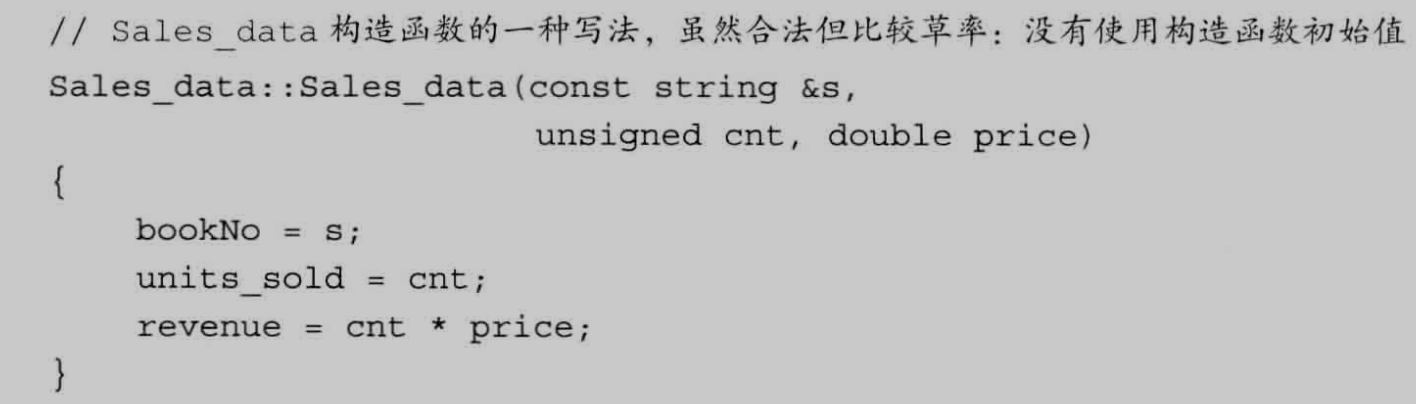 // Sales_data 构造函数的一种写法，虽然合法但比较草率：没有使用构造函数初始值
Sales_data::Sales_data(const string &s,
unsigned cnt, double price)
{
bookNo = s;
units_sold = cnt;
revenue = cnt * price;
}